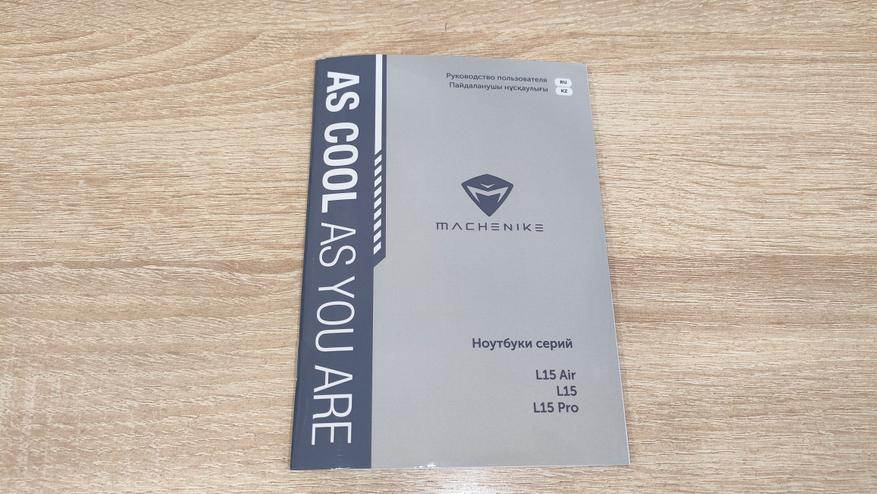 AS COOL AS YOU ARE
Руководство пользователя RU
Пайдаланушы нұсқаулығы KZ
MACHENIKE
Ноутбуки серий
L15 Air
L15
L15 Pro